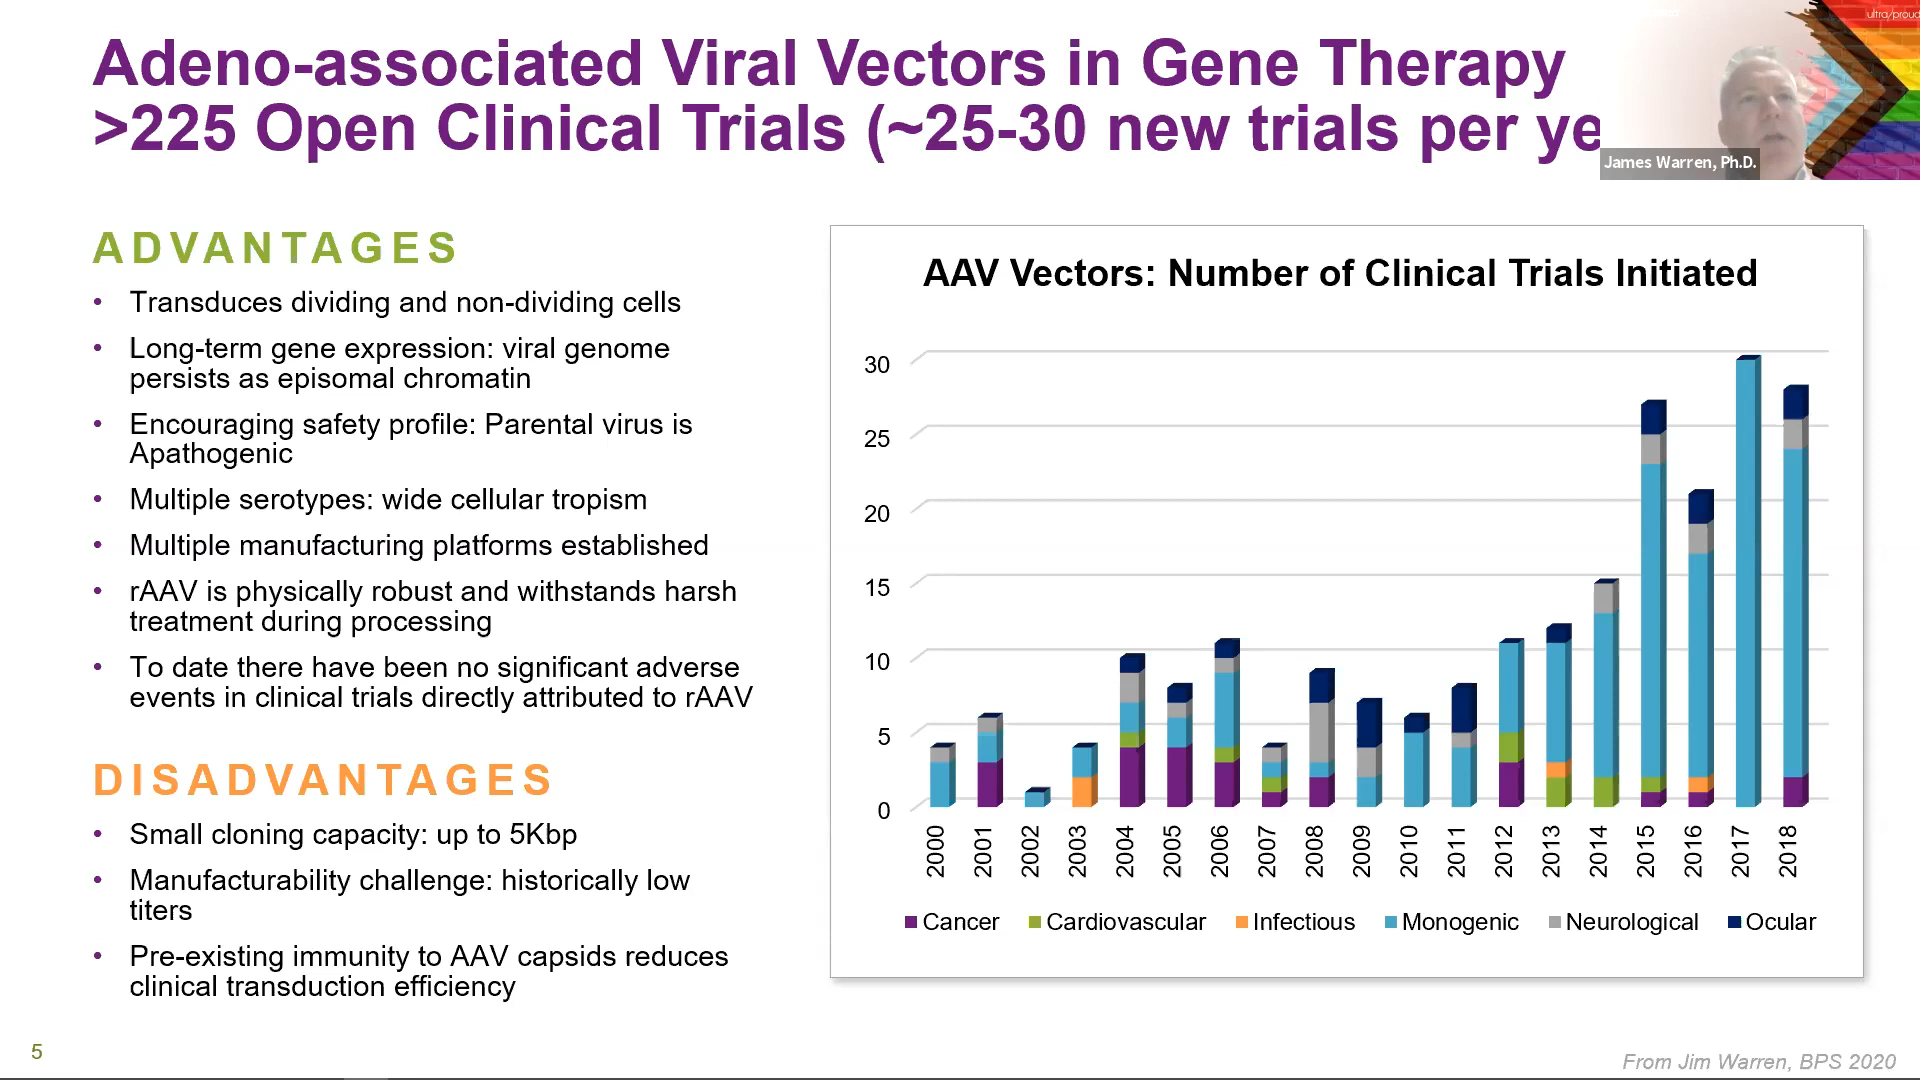 Adeno-associated Viral Vectors in Gene Therapy
>225 Open Clinical Trials (~25-30 new trials per ye
ultra/proud
James Warren, Ph.D.
ADVANTAGES
• Transduces dividing and non-dividing cells
• Long-term gene expression: viral genome
persists as episomal chromatin
• Encouraging safety profile: Parental virus is
Apathogenic
• Multiple serotypes: wide cellular tropism
• Multiple manufacturing platforms established
• rAAV is physically robust and withstands harsh
treatment during processing
• To date there have been no significant adverse
events in clinical trials directly attributed to rAAV
DISADVANTAGES
• Small cloning capacity: up to 5Kbp
• Manufacturability challenge: historically low
titers
• Pre-existing immunity to AAV capsids reduces
clinical transduction efficiency
AAV Vectors: Number of Clinical Trials Initiated
30
25
20
15
10
5
0
2000 2001 2002 2003 2004 2005 2006 2007 2008 2009 2010 2011 2012 2013 2014 2015 2016 2017 2018
Cancer Cardiovascular Infectious Monogenic Neurological Ocular
5
From Jim Warren, BPS 2020